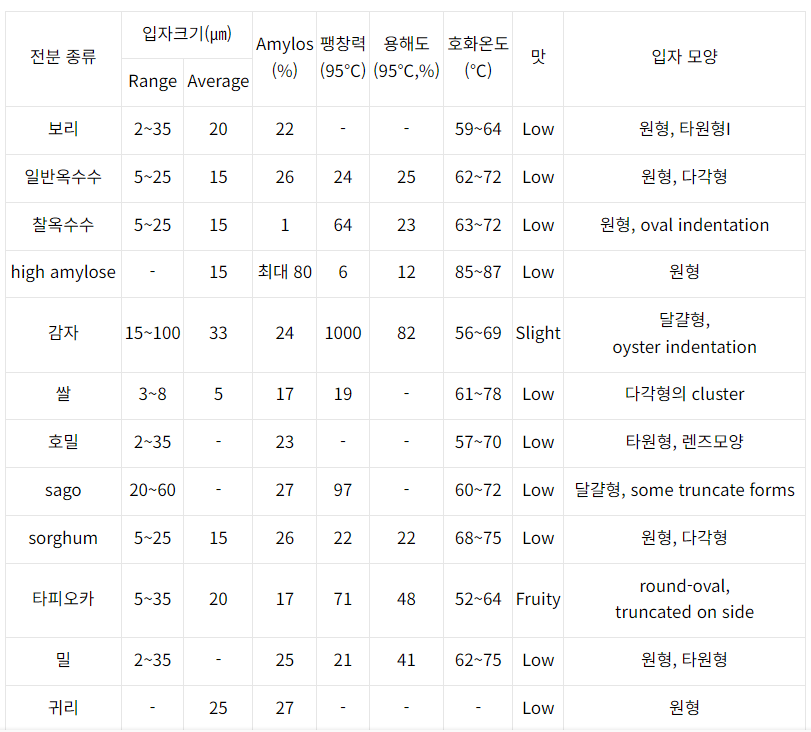 전분 종류 입자크기(㎛) Amylos (%) 팽창력 (95℃) 용해도 (95℃,%) 호화온도 (℃) 맛 입자 모양
Range Average
보리 2~35 20 22 - - 59~64 Low 원형, 타원형l
일반옥수수 5~25 15 26 24 25 62~72 Low 원형, 다각형
찰옥수수 5~25 15 1 64 23 63~72 Low 원형, oval indentation
high amylose - 15 최대 80 6 12 85~87 Low 원형
감자 15~100 33 24 1000 82 56~69 Slight 달걀형,
oyster indentation
쌀 3~8 5 17 19 - 61~78 Low 다각형의 cluster
호밀 2~35 - 23 - - 57~70 Low 타원형, 렌즈모양
sago 20~60 - 27 97 - 60~72 Low 달걀형, some truncate forms
sorghum 5~25 15 26 22 22 68~75 Low 원형, 다각형
타피오카 5~35 20 17 71 48 52~64 Fruity round-oval,
truncated on side
밀 2~35 - 25 21 41 62~75 Low 원형, 타원형
귀리 - 25 27 - - - Low 원형